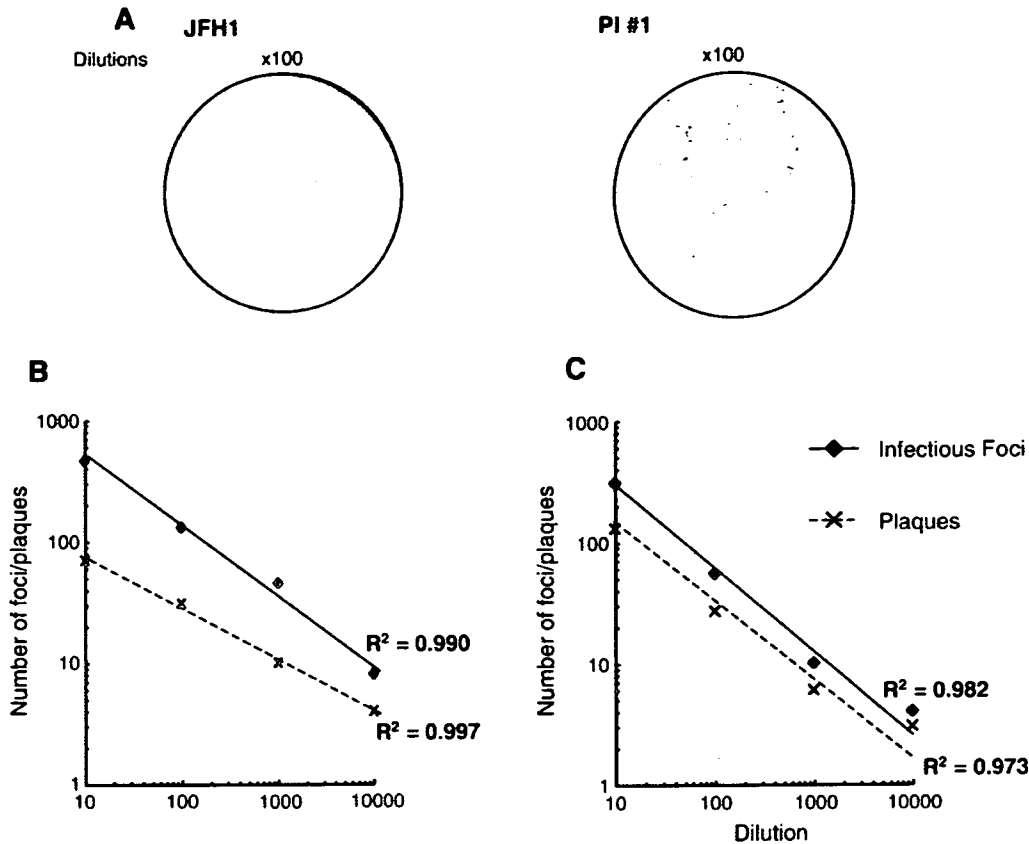 A
JFH1
PI #1
Dilutions
x100
x100
B
C
1000
100
10
1
10
100
1000
10000
Number of foci/plaques
R² = 0.990
R² = 0.997
1000
100
10
1
10
100
1000
10000
Number of foci/plaques
Dilution
Infectious Foci
Plaques
R² = 0.982
R² = 0.973